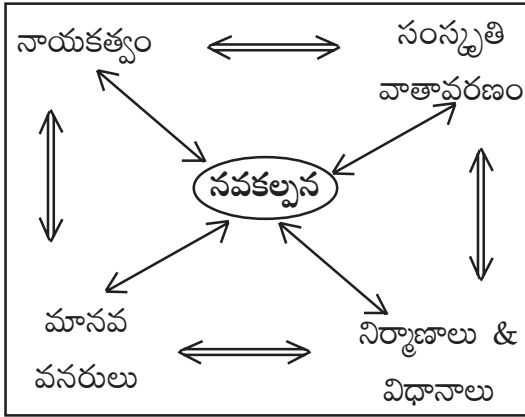 నాయకత్వం
సంస్కృతి
వాతావరణం
నవకల్పన
మానవ
వనరులు
నిర్మాణాలు &
విధానాలు